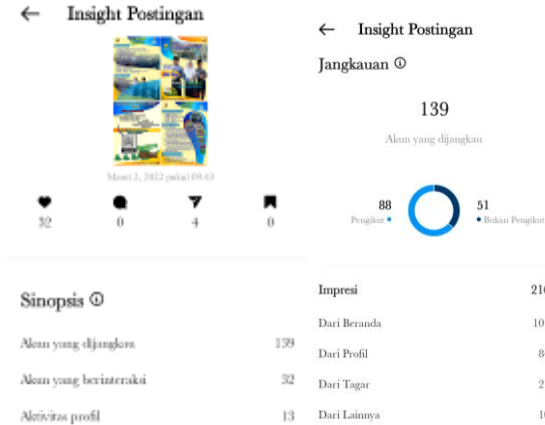 Insight Postingan
Maret 2, 2022 pukul 09.43
32
0
4
0
Sinopsis
Akun yang dijangkau 139
Akun yang berinteraksi 32
Aktivitas profil 13
Insight Postingan
Jangkauan
139
Akun yang dijangkau
88
Pengikut
51
Bukan Pengikut
Impresi
Dari Beranda
Dari Profil
Dari Tagar
Dari Lainnya